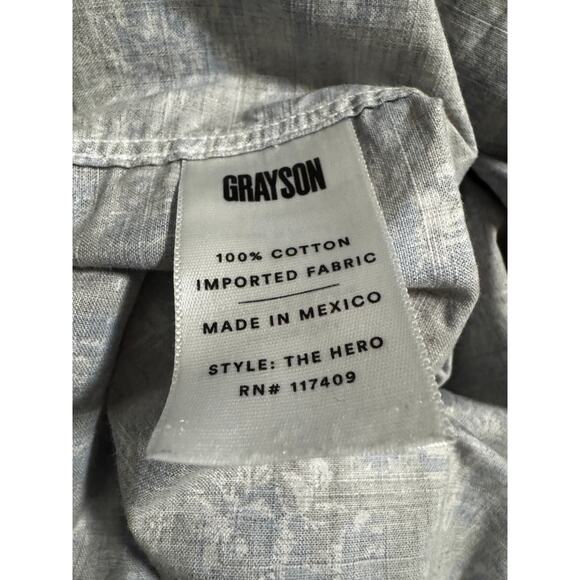 GRAYSON
100% COTTON
IMPORTED FABRIC
MADE IN MEXICO
STYLE: THE HERO
RN# 117409